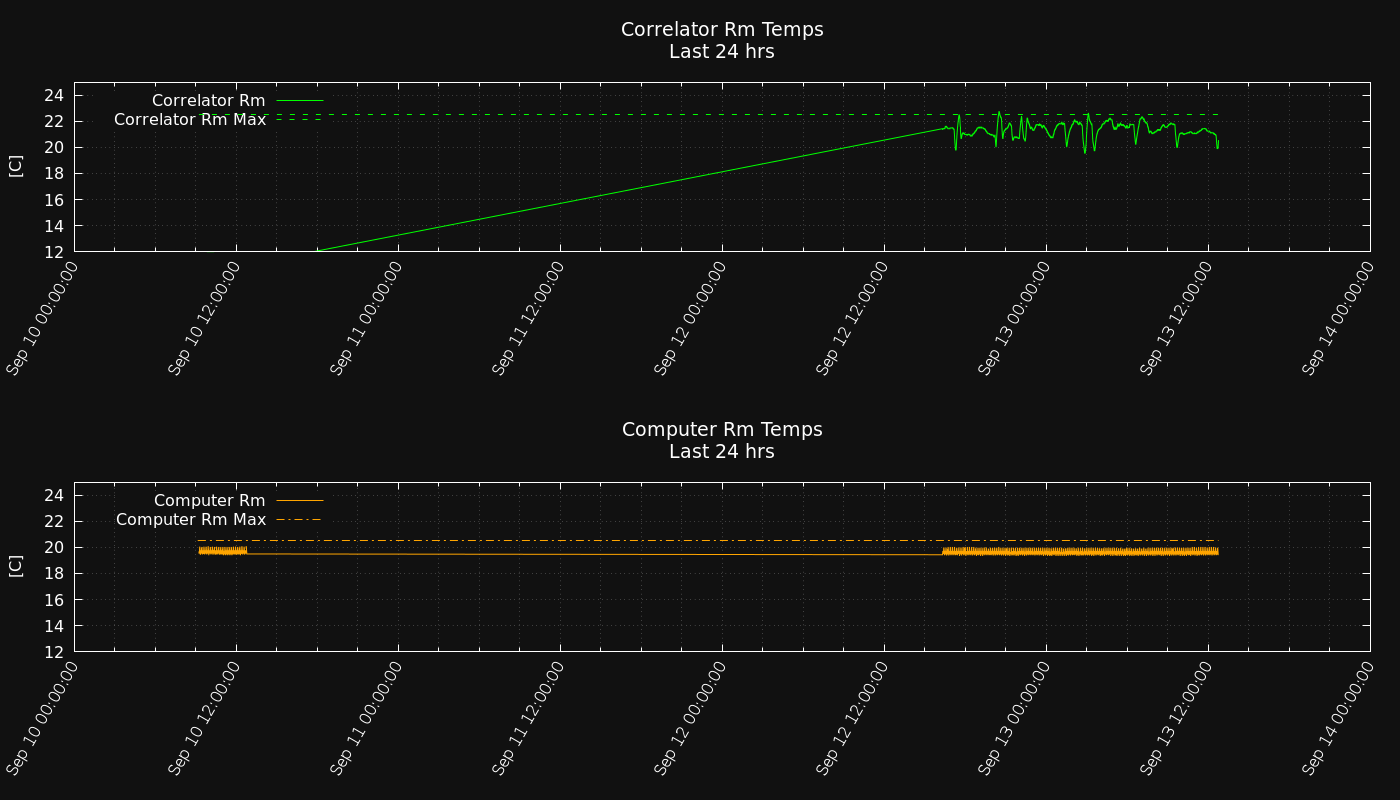 Correlator Rm Temps
Last 24 hrs
Correlator Rm
Correlator Rm Max
[C]
24
22
20
18
16
14
12
Sep 10 00:00:00
Sep 10 12:00:00
Sep 11 00:00:00
Sep 11 12:00:00
Sep 12 00:00:00
Sep 12 12:00:00
Sep 13 00:00:00
Sep 13 12:00:00
Sep 14 00:00:00
Computer Rm Temps
Last 24 hrs
Computer Rm
Computer Rm Max
[C]
24
22
20
18
16
14
12
Sep 10 00:00:00
Sep 10 12:00:00
Sep 11 00:00:00
Sep 11 12:00:00
Sep 12 00:00:00
Sep 12 12:00:00
Sep 13 00:00:00
Sep 13 12:00:00
Sep 14 00:00:00